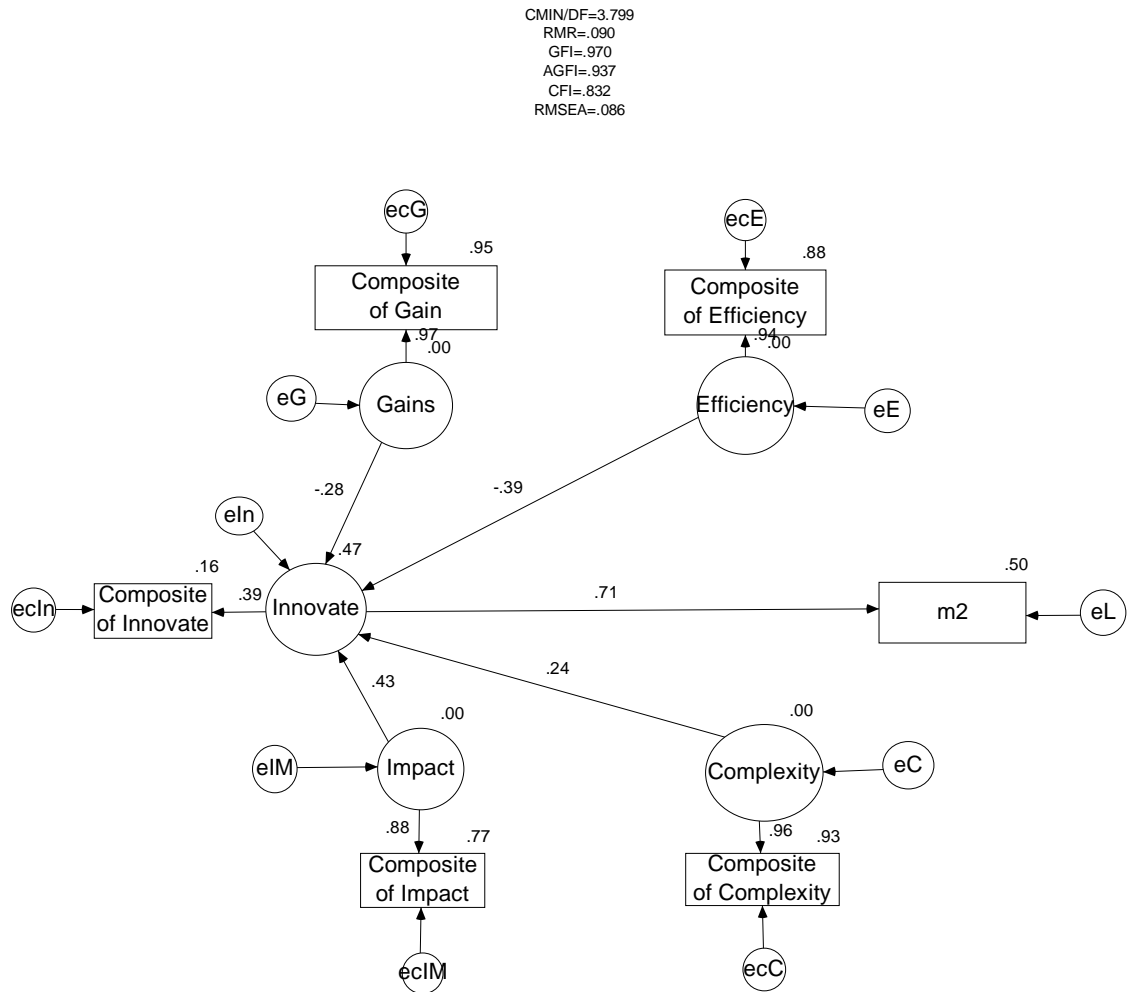 CMIN/DF=3.799
RMR=.090
GFI=.970
AGFI=.937
CFI=.832
RMSEA=.086
ecG
ecE
.95
.88
Composite
of Gain
Composite
of Efficiency
.97
.00
.94
.00
eG
Gains
Efficiency
eE
-.28
-.39
eIn
.47
.16
.50
ecIn
Composite
of Innovate
.39
Innovate
.71
m2
eL
.43
.24
.00
.00
eIM
Impact
Complexity
eC
.88
.77
.96
.93
Composite
of Impact
Composite
of Complexity
ecIM
ecC